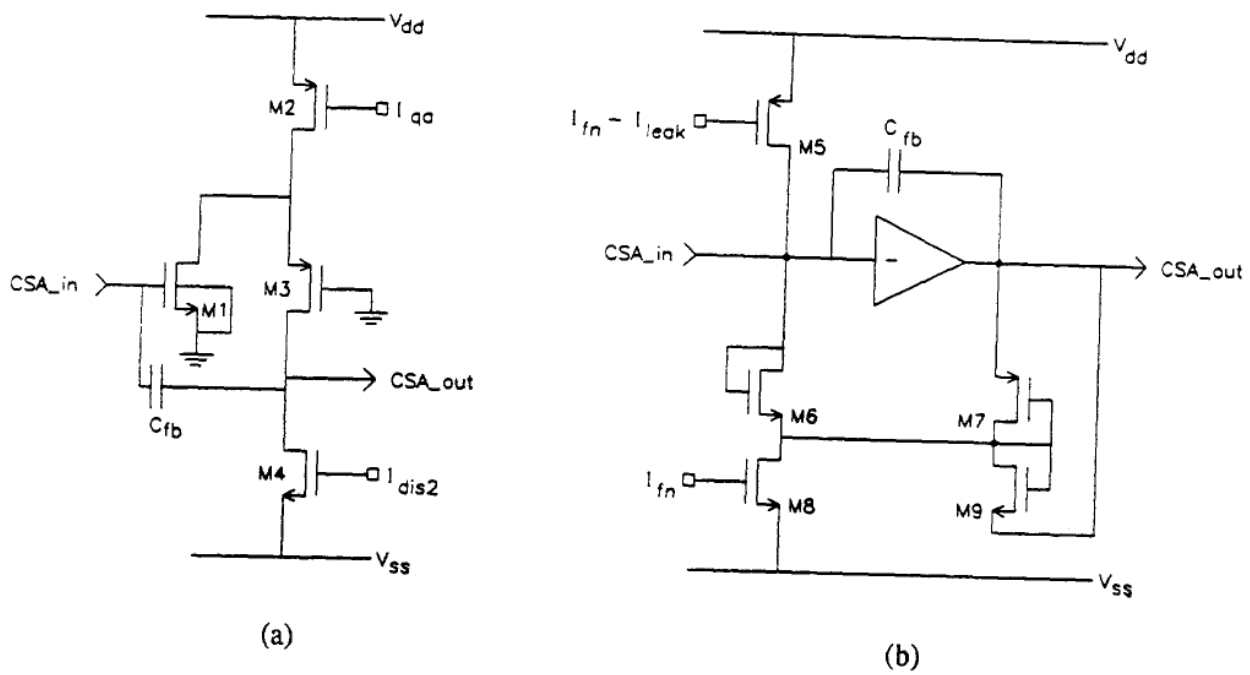 V_dd
M2
I_qa
CSA_in
M1
M3
CSA_out
C_fb
M4
I_dis2
V_ss
(a)
V_dd
I_fn - I_leak
M5
C_fb
CSA_in
-
CSA_out
M6
M7
I_fn
M8
M9
V_ss
(b)